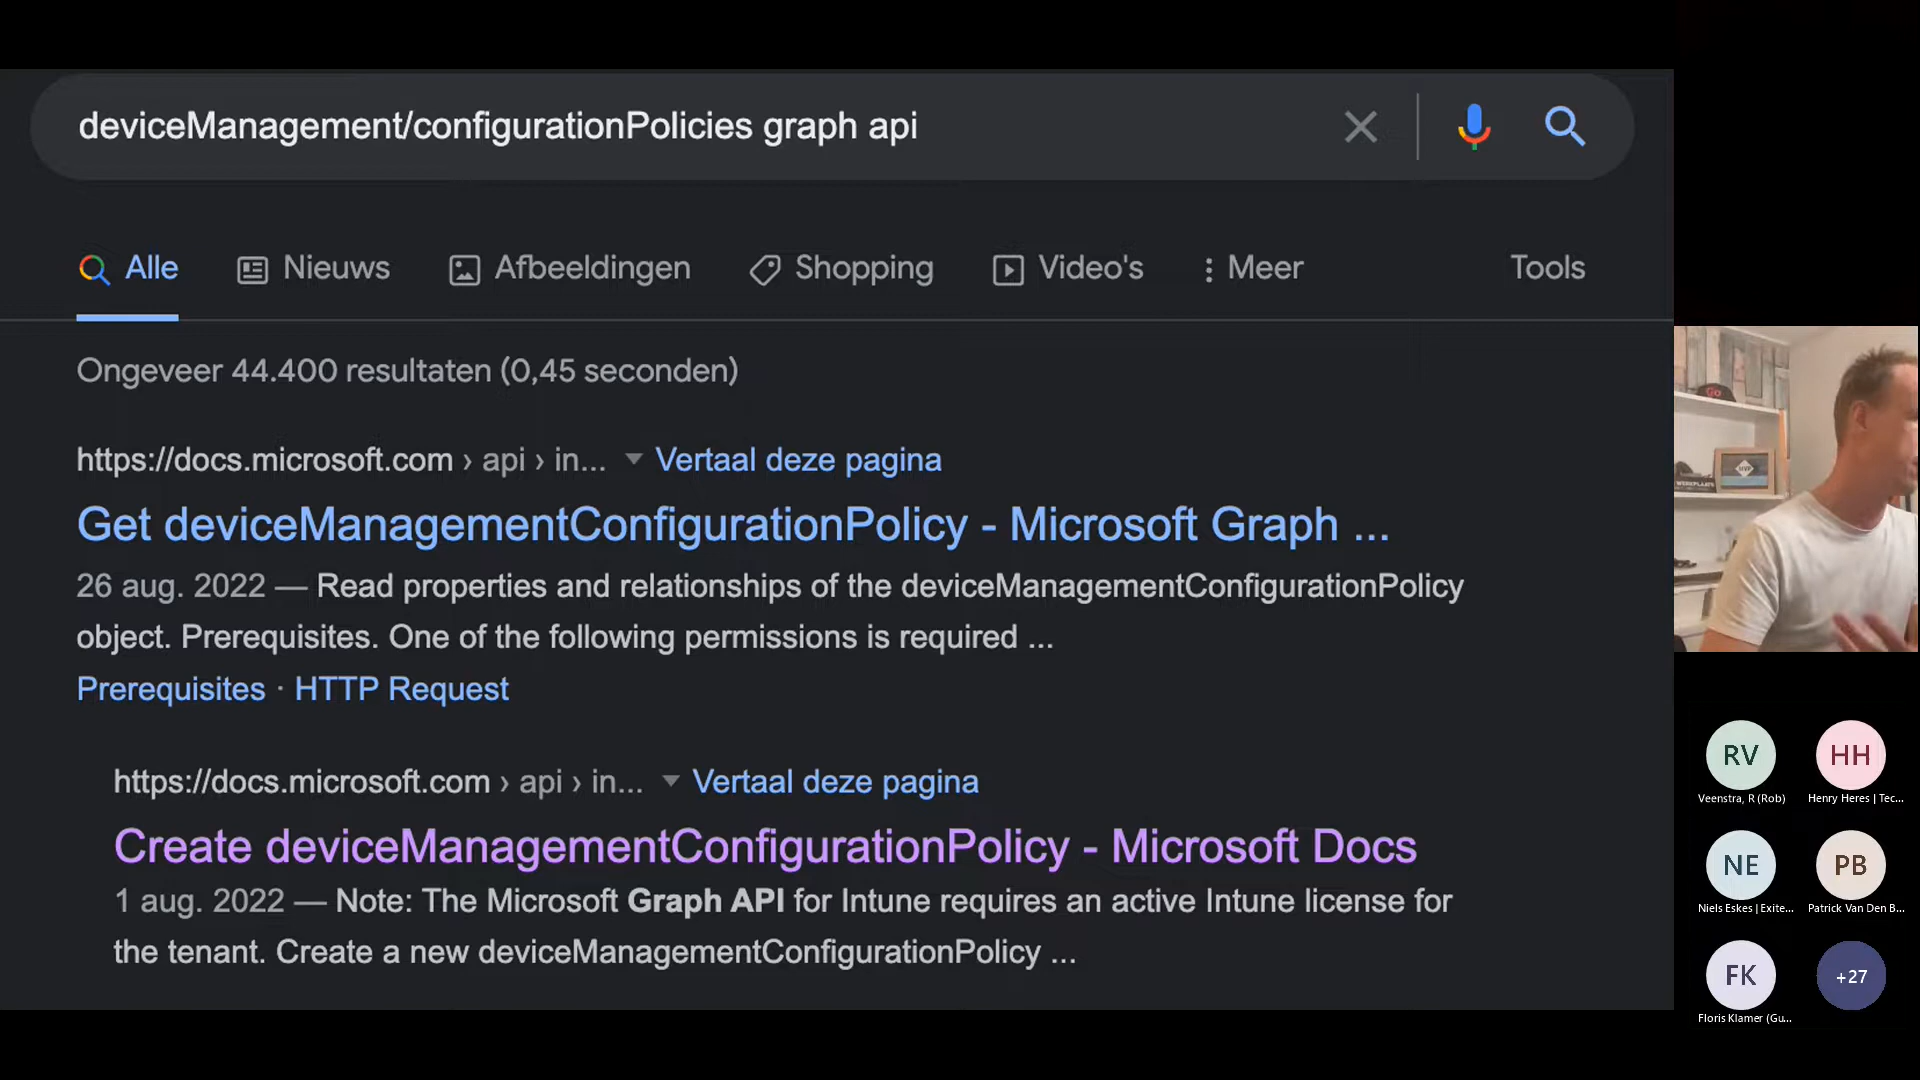 deviceManagement/configurationPolicies graph api
Alle
Nieuws
Afbeeldingen
Shopping
Video's
Meer
Tools
Ongeveer 44.400 resultaten (0,45 seconden)
https://docs.microsoft.com › api › in... Vertaal deze pagina
Get deviceManagementConfigurationPolicy - Microsoft Graph ...
26 aug. 2022 — Read properties and relationships of the deviceManagementConfigurationPolicy
object. Prerequisites. One of the following permissions is required ...
Prerequisites · HTTP Request
https://docs.microsoft.com › api › in... Vertaal deze pagina
Create deviceManagementConfigurationPolicy - Microsoft Docs
1 aug. 2022 — Note: The Microsoft Graph API for Intune requires an active Intune license for
the tenant. Create a new deviceManagementConfigurationPolicy ...
Go
MVP
WERKPLAATS
RV
HH
Veenstra, R (Rob)
Henry Heres | Tec...
NE
PB
Niels Eskes | Exite...
Patrick Van Den B...
FK
+27
Floris Klamer (Gu...